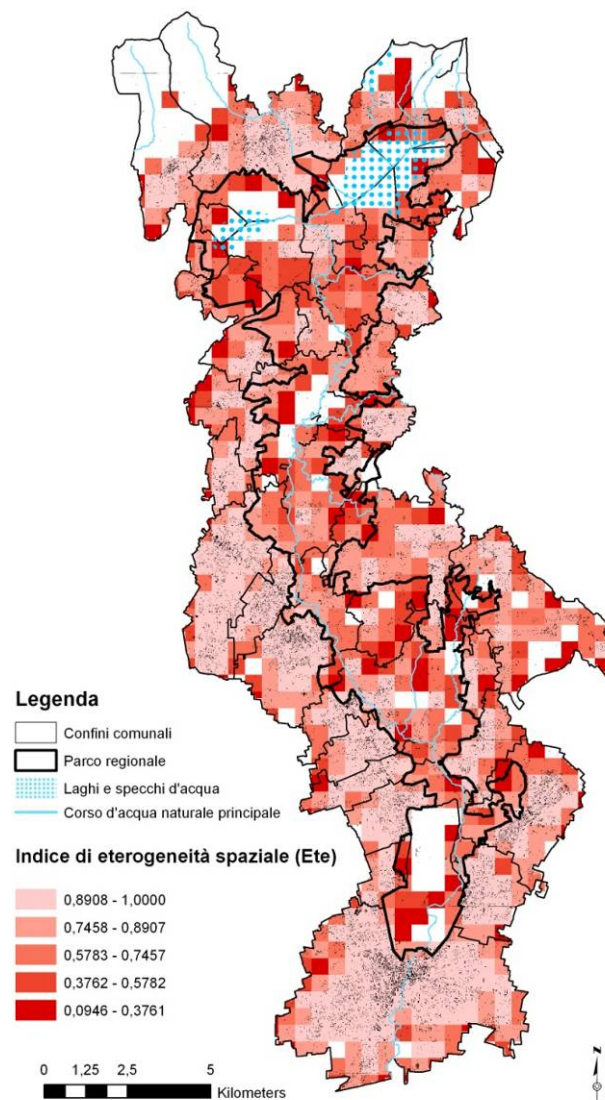 Legenda
Confini comunali
Parco regionale
Laghi e specchi d'acqua
Corso d'acqua naturale principale
Indice di eterogeneità spaziale (Ete)
0,8908 - 1,0000
0,7458 - 0,8907
0,5783 - 0,7457
0,3762 - 0,5782
0,0946 - 0,3761
0 1,25 2,5 5
Kilometers
N